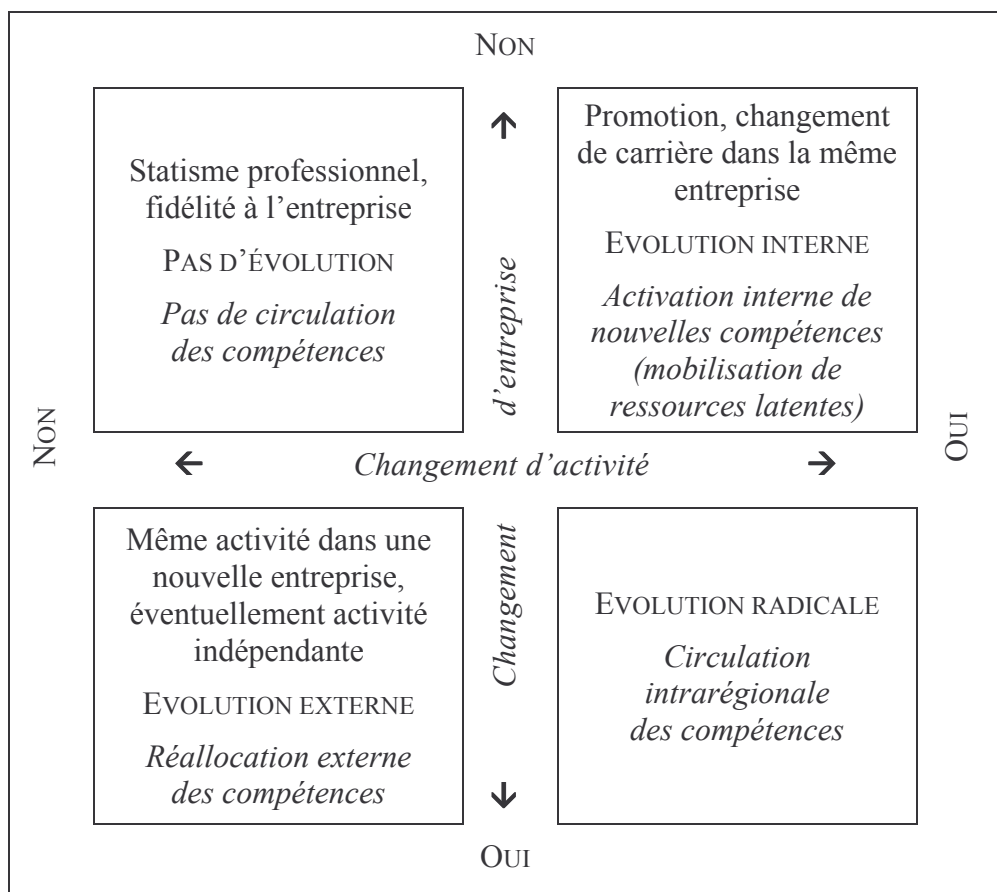 NON
Statisme professionnel,
fidélité à l’entreprise
PAS D’ÉVOLUTION
Pas de circulation
des compétences
Promotion, changement
de carrière dans la même
entreprise
EVOLUTION INTERNE
Activation interne de
nouvelles compétences
(mobilisation de
ressources latentes)
d’entreprise
NON
Changement d’activité
OUI
Même activité dans une
nouvelle entreprise,
éventuellement activité
indépendante
EVOLUTION EXTERNE
Réallocation externe
des compétences
Changement
EVOLUTION RADICALE
Circulation
intrarégionale
des compétences
OUI